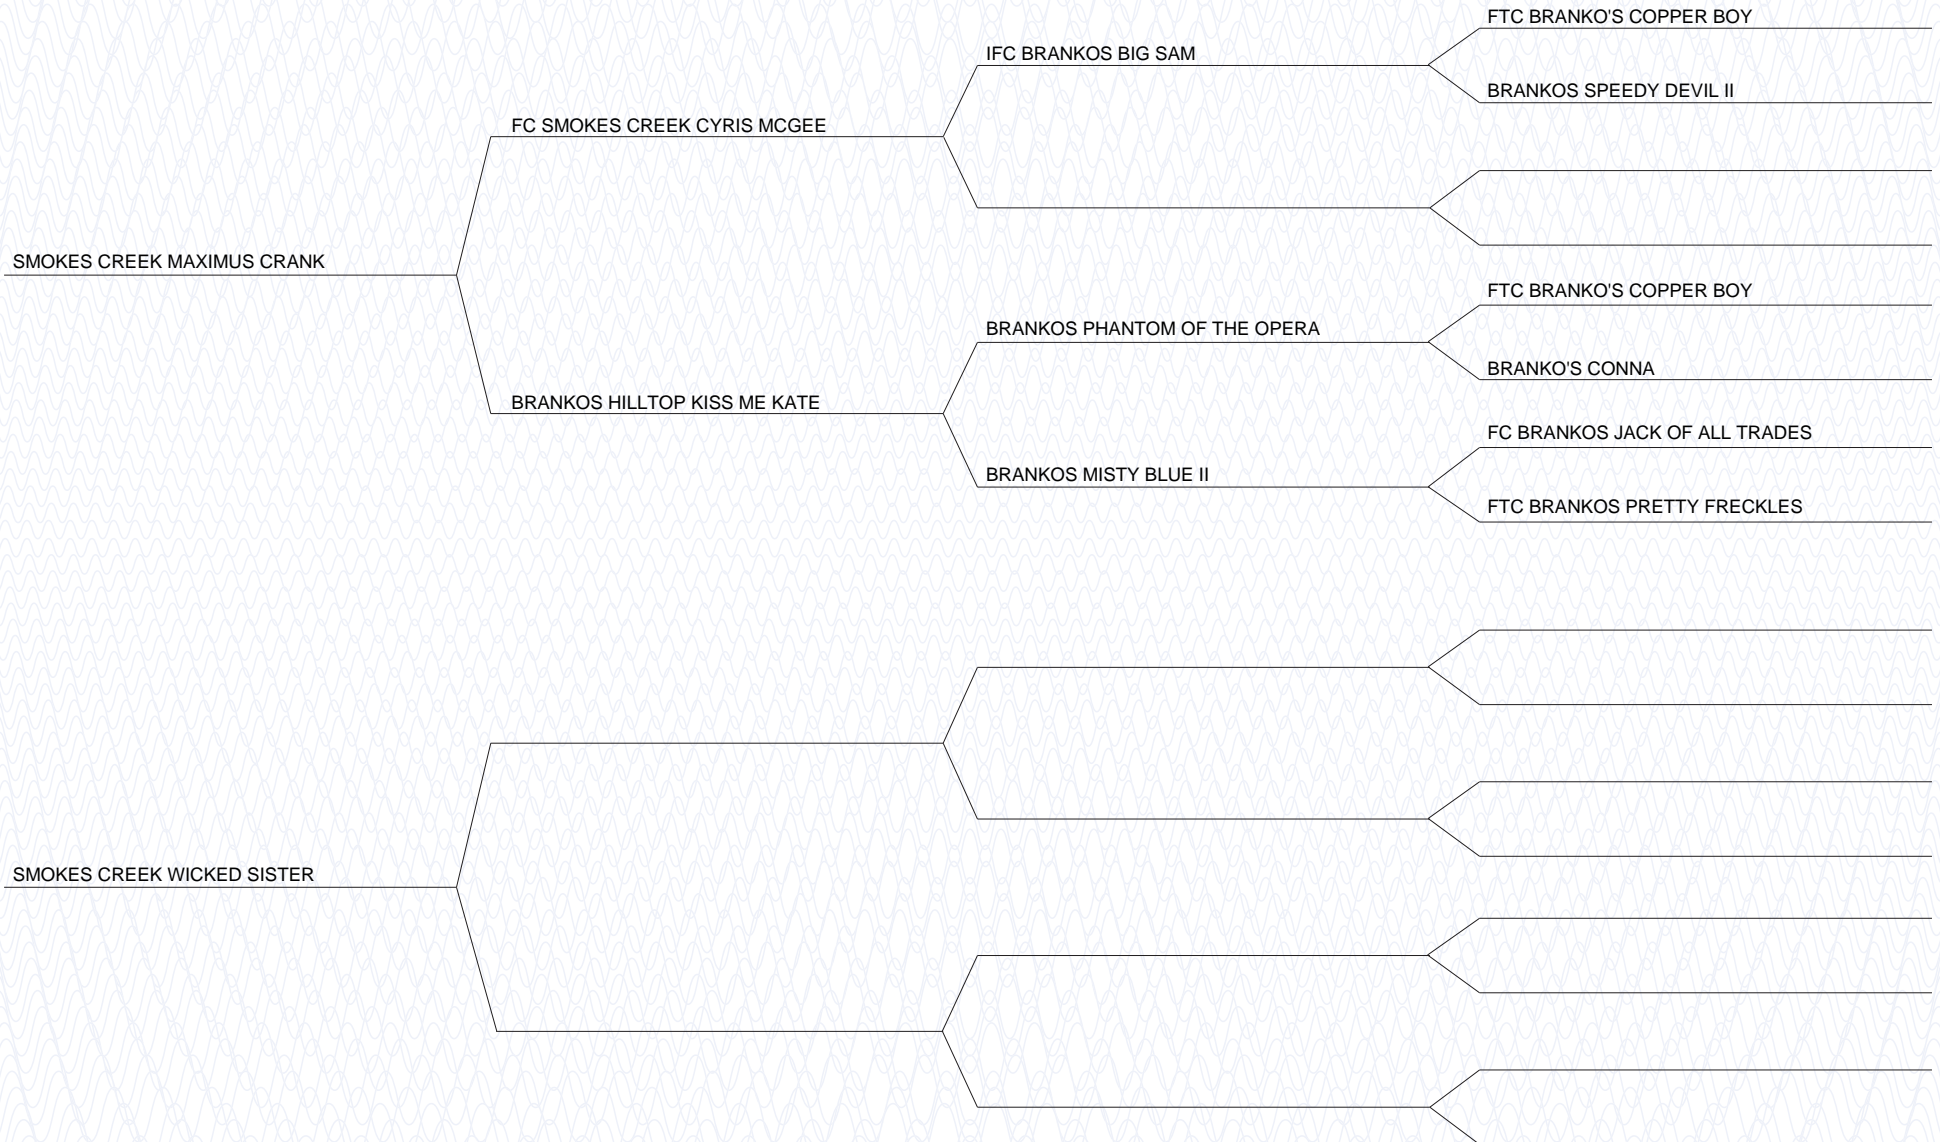 FTC BRANKO'S COPPER BOY
IFC BRANKOS BIG SAM
BRANKOS SPEEDY DEVIL II
FC SMOKES CREEK CYRIS MCGEE
SMOKES CREEK MAXIMUS CRANK
FTC BRANKO'S COPPER BOY
BRANKOS PHANTOM OF THE OPERA
BRANKO'S CONNA
BRANKOS HILLTOP KISS ME KATE
FC BRANKOS JACK OF ALL TRADES
BRANKOS MISTY BLUE II
FTC BRANKOS PRETTY FRECKLES
SMOKES CREEK WICKED SISTER